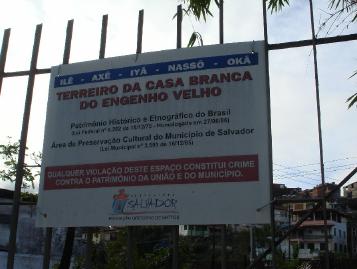 ILÊ - AXÉ - IYÁ - NASSÔ - OKÁ
TERREIRO DA CASA BRANCA
DO ENGENHO VELHO
Patrimônio Histórico e Etnográfico do Brasil
Área de Preservação Cultural do Município de Salvador
QUALQUER VIOLAÇÃO DESTE ESPAÇO CONSTITUI CRIME
CONTRA O PATRIMÔNIO DA UNIÃO E DO MUNICÍPIO.
SALVADOR